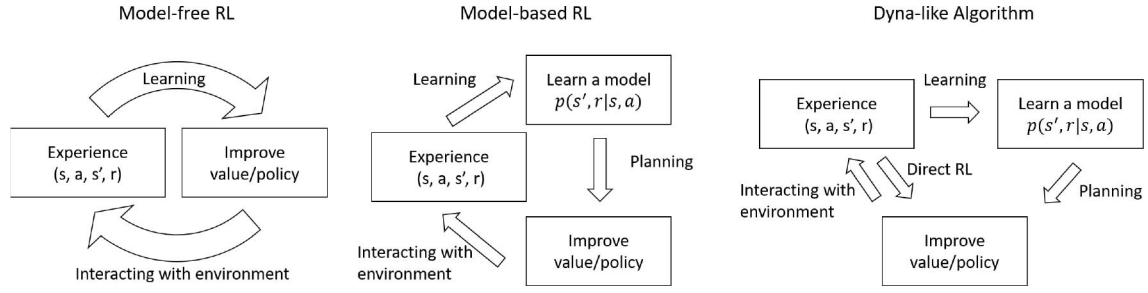 Model-free RL
Learning
Experience
(s, a, s’, r)
Improve
value/policy
Interacting with environment
Model-based RL
Learning
Learn a model
p(s′, r|s, a)
Experience
(s, a, s’, r)
Planning
Interacting with
environment
Improve
value/policy
Dyna-like Algorithm
Experience
(s, a, s’, r)
Learning
Learn a model
p(s′, r|s, a)
Direct RL
Interacting with
environment
Planning
Improve
value/policy